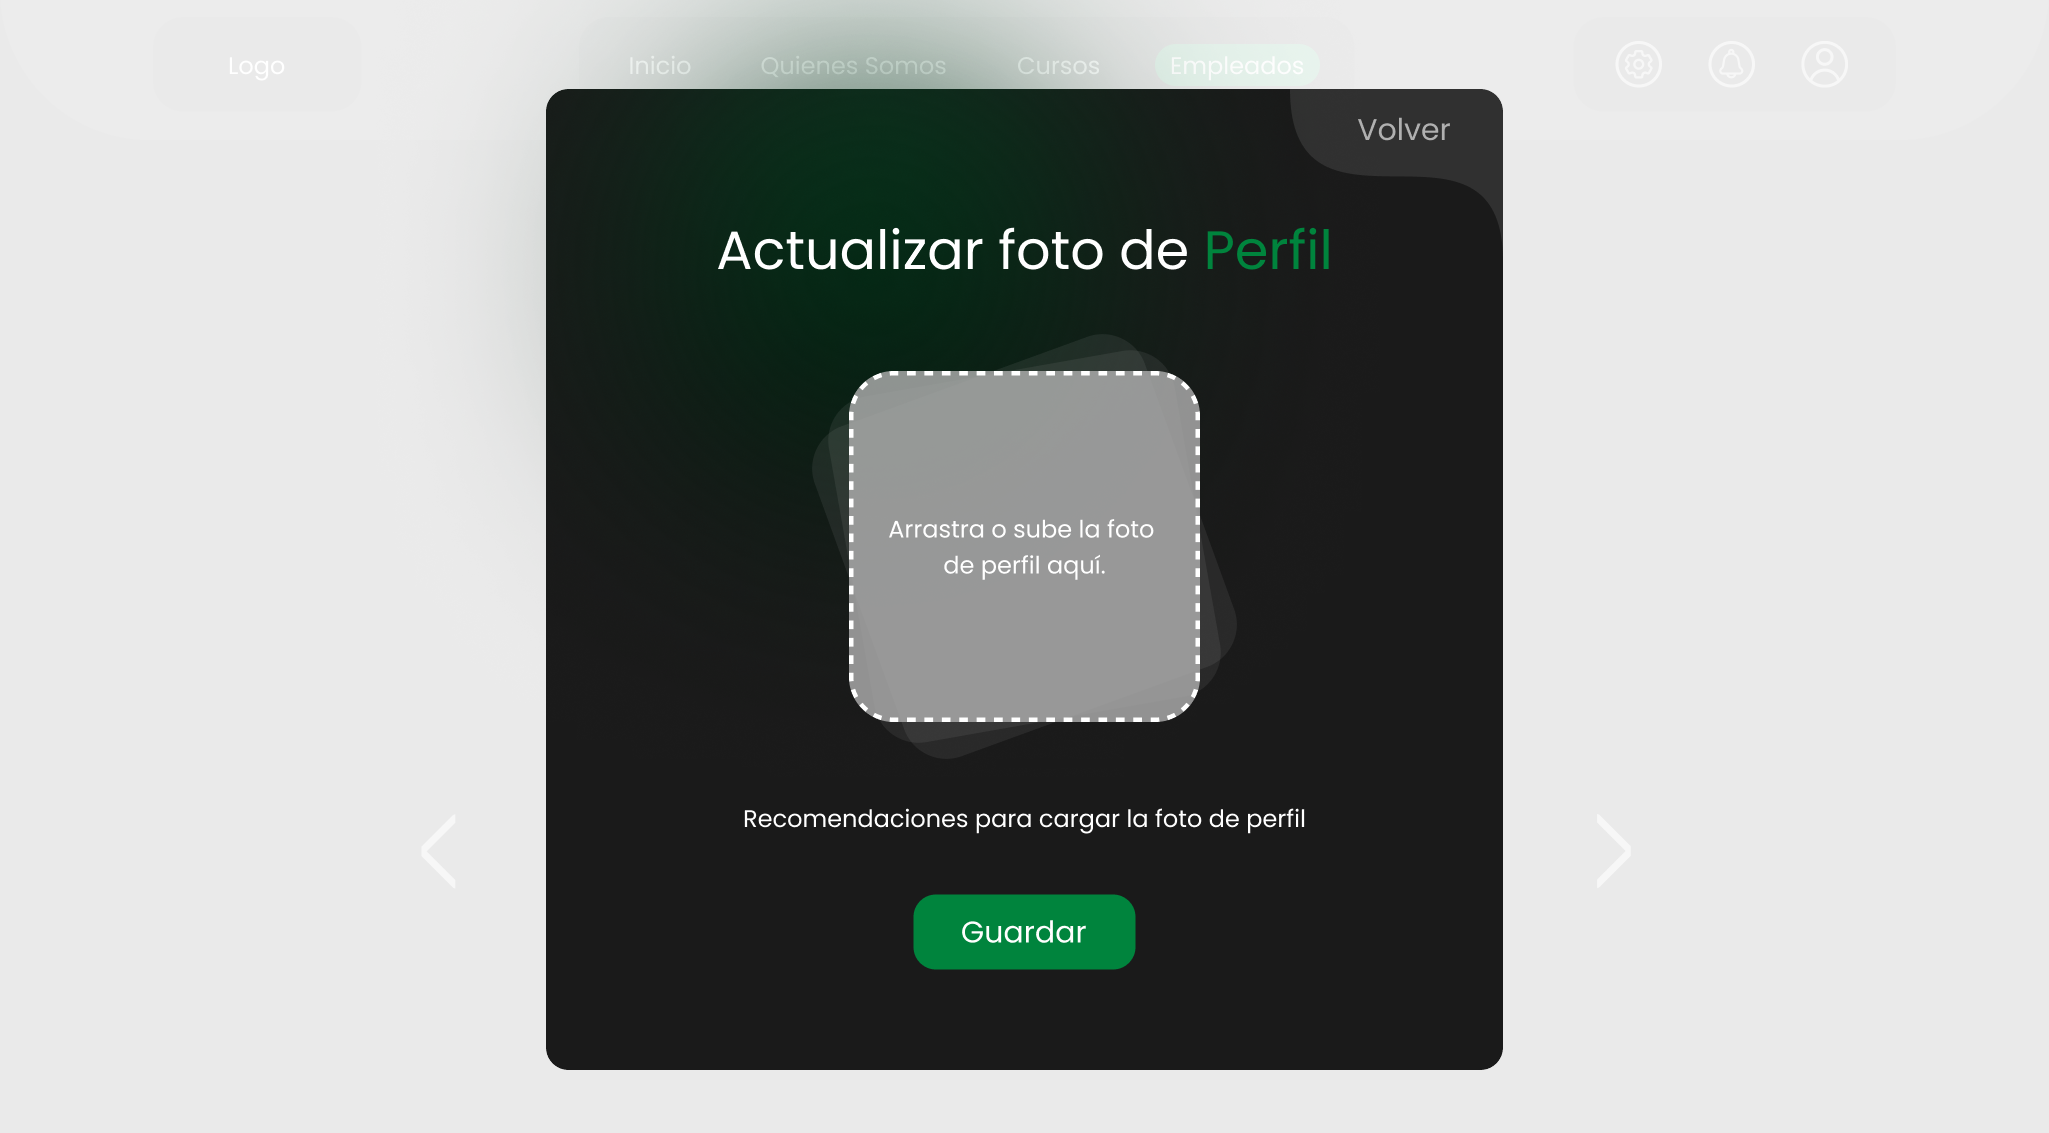 Logo
Inicio
Quienes Somos
Cursos
Empleados
Volver
Actualizar foto de Perfil
Arrastra o sube la foto
de perfil aquí.
Recomendaciones para cargar la foto de perfil
Guardar